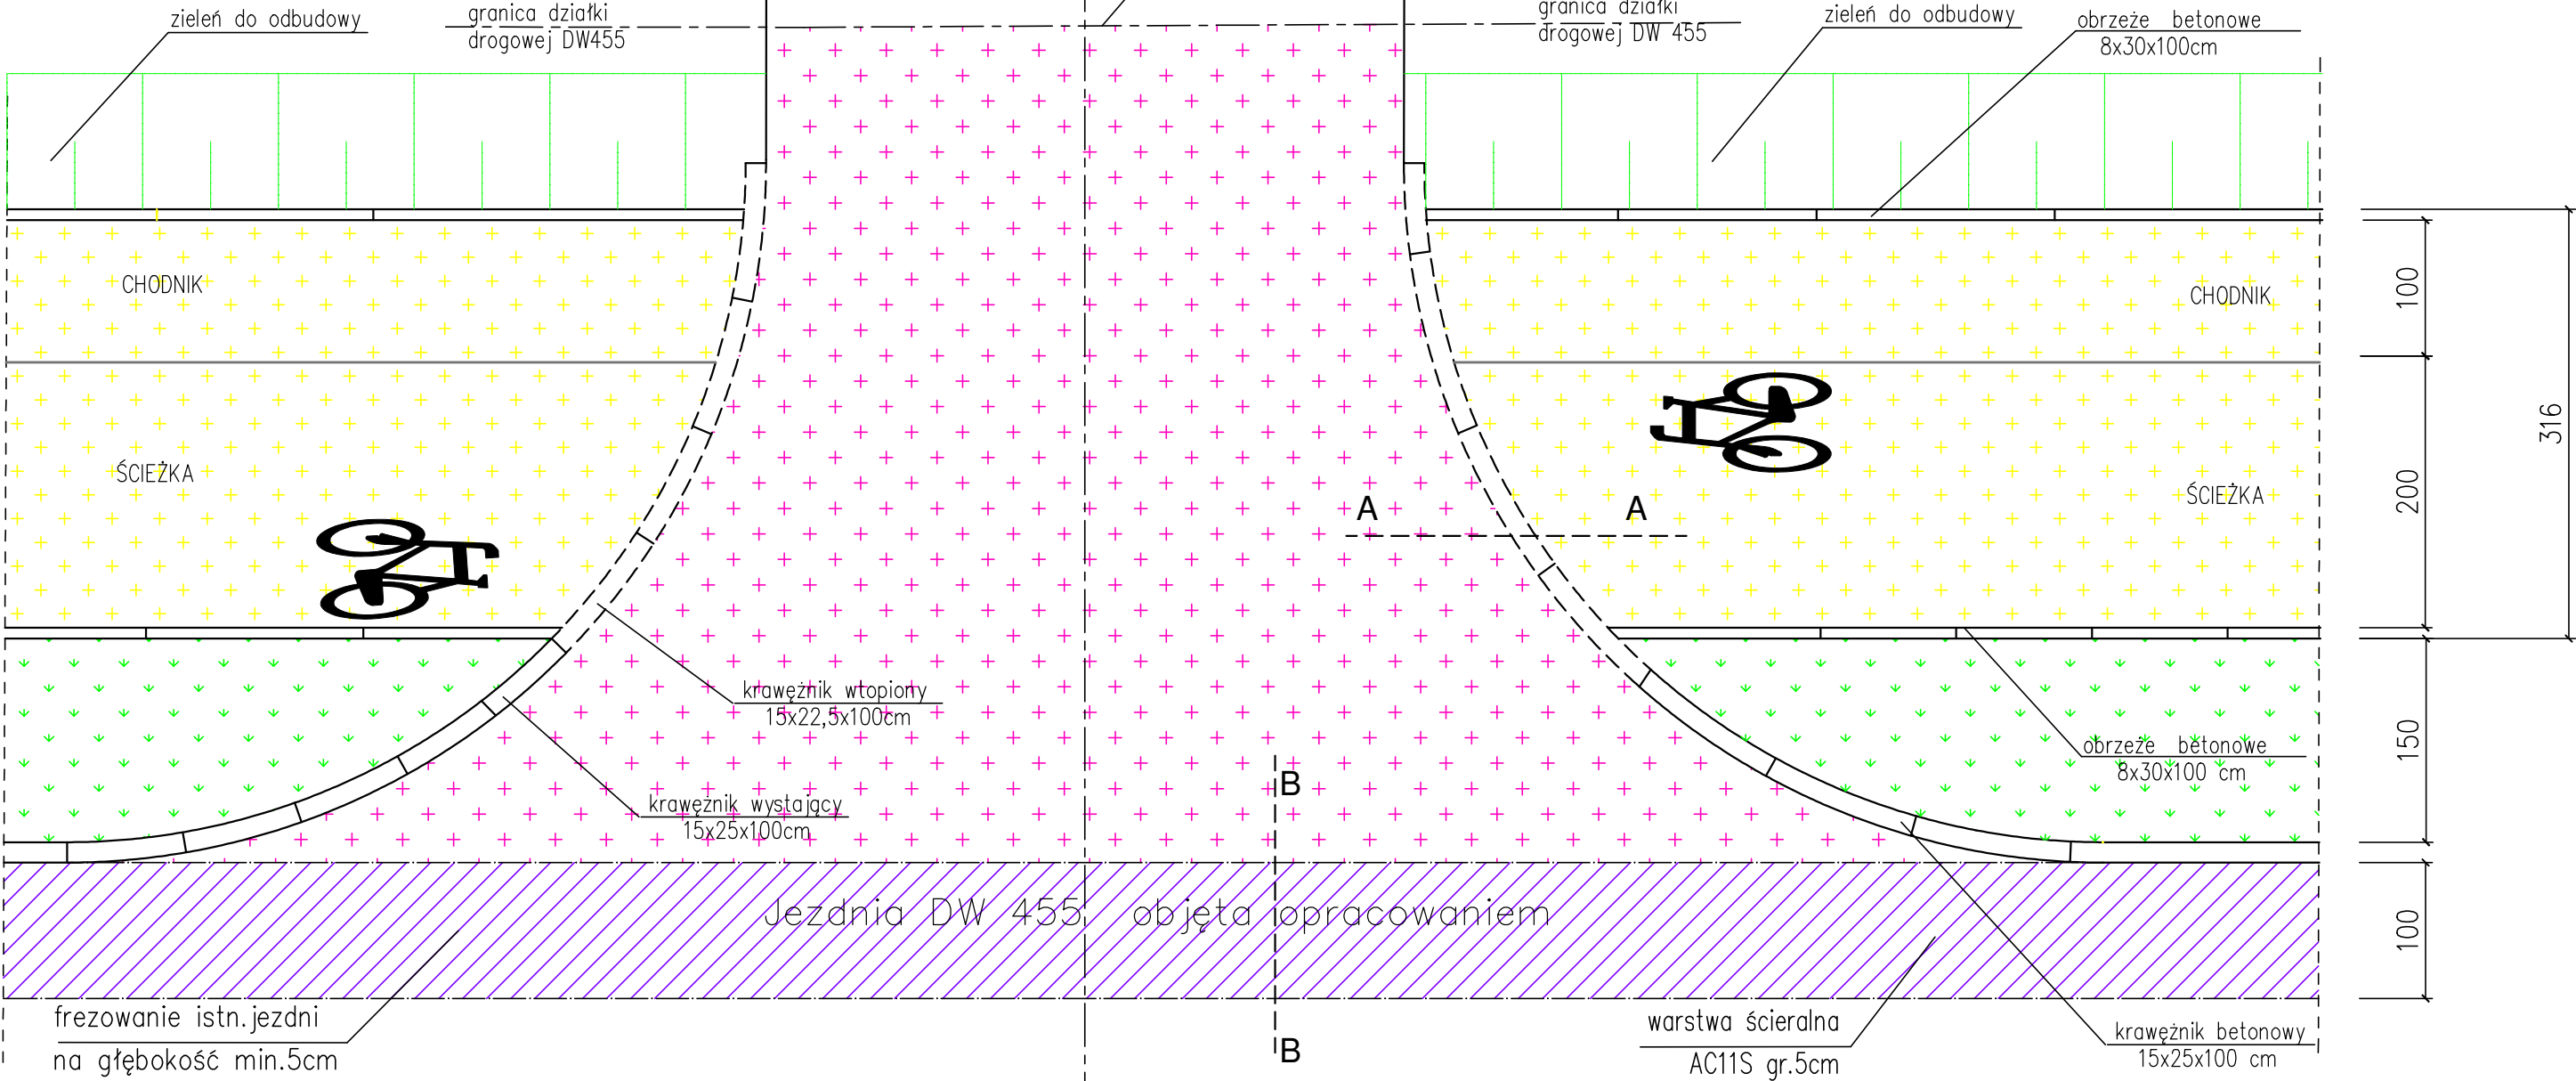 zieleń do odbudowy
granica działki
drogowej DW455
granica działki
drogowej DW 455
zieleń do odbudowy
obrzeże betonowe
8x30x100cm
CHODNIK
CHODNIK
100
ŚCIEŻKA
ŚCIEŻKA
200
316
A
A
krawężnik wtopiony
15x22,5x100cm
krawężnik wystający
15x25x100cm
obrzeże betonowe
8x30x100 cm
150
B
Jezdnia DW 455 objęta opracowaniem
100
frezowanie istn.jezdni
na głębokość min.5cm
B
warstwa ścieralna
AC11S gr.5cm
krawężnik betonowy
15x25x100 cm